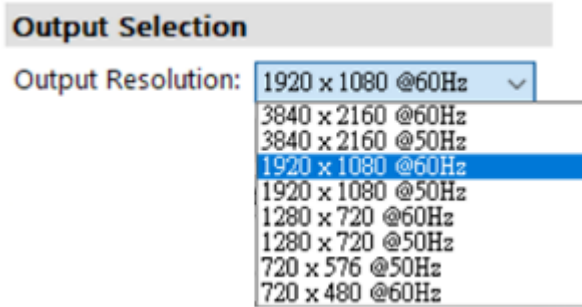 Output Selection
Output Resolution: 1920 x 1080 @60Hz
3840 x 2160 @60Hz
3840 x 2160 @50Hz
1920 x 1080 @60Hz
1920 x 1080 @50Hz
1280 x 720 @60Hz
1280 x 720 @50Hz
720 x 576 @50Hz
720 x 480 @60Hz